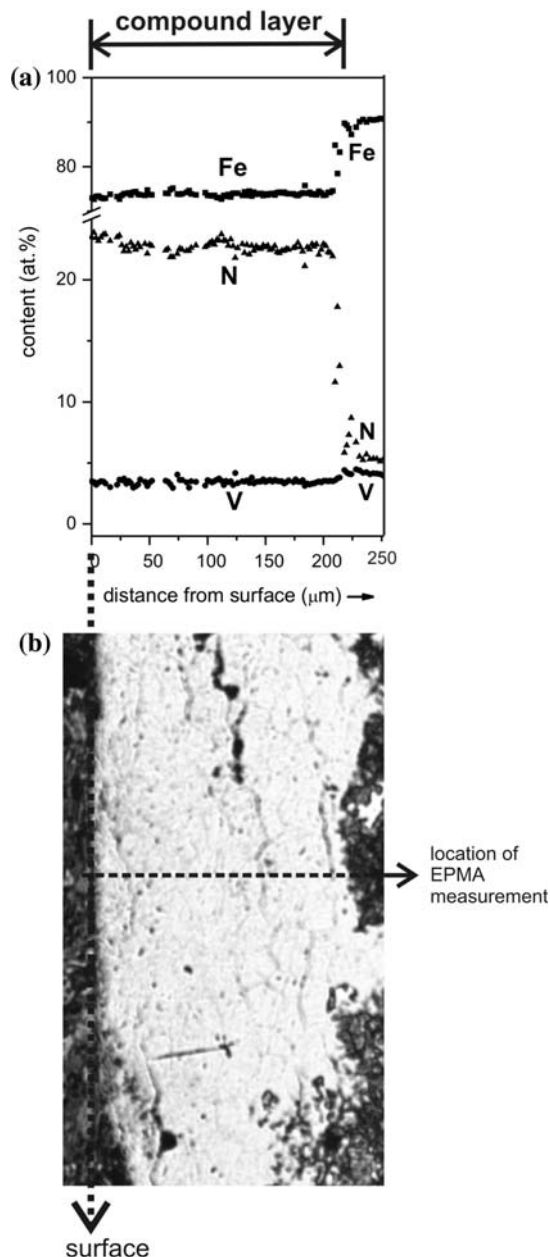 compound layer
(a)
100
80
20
10
0
content (at.%)
Fe
Fe
N
N
V
V
0 50 100 150 200 250
distance from surface (μm)
(b)
location of
EPMA
measurement
surface